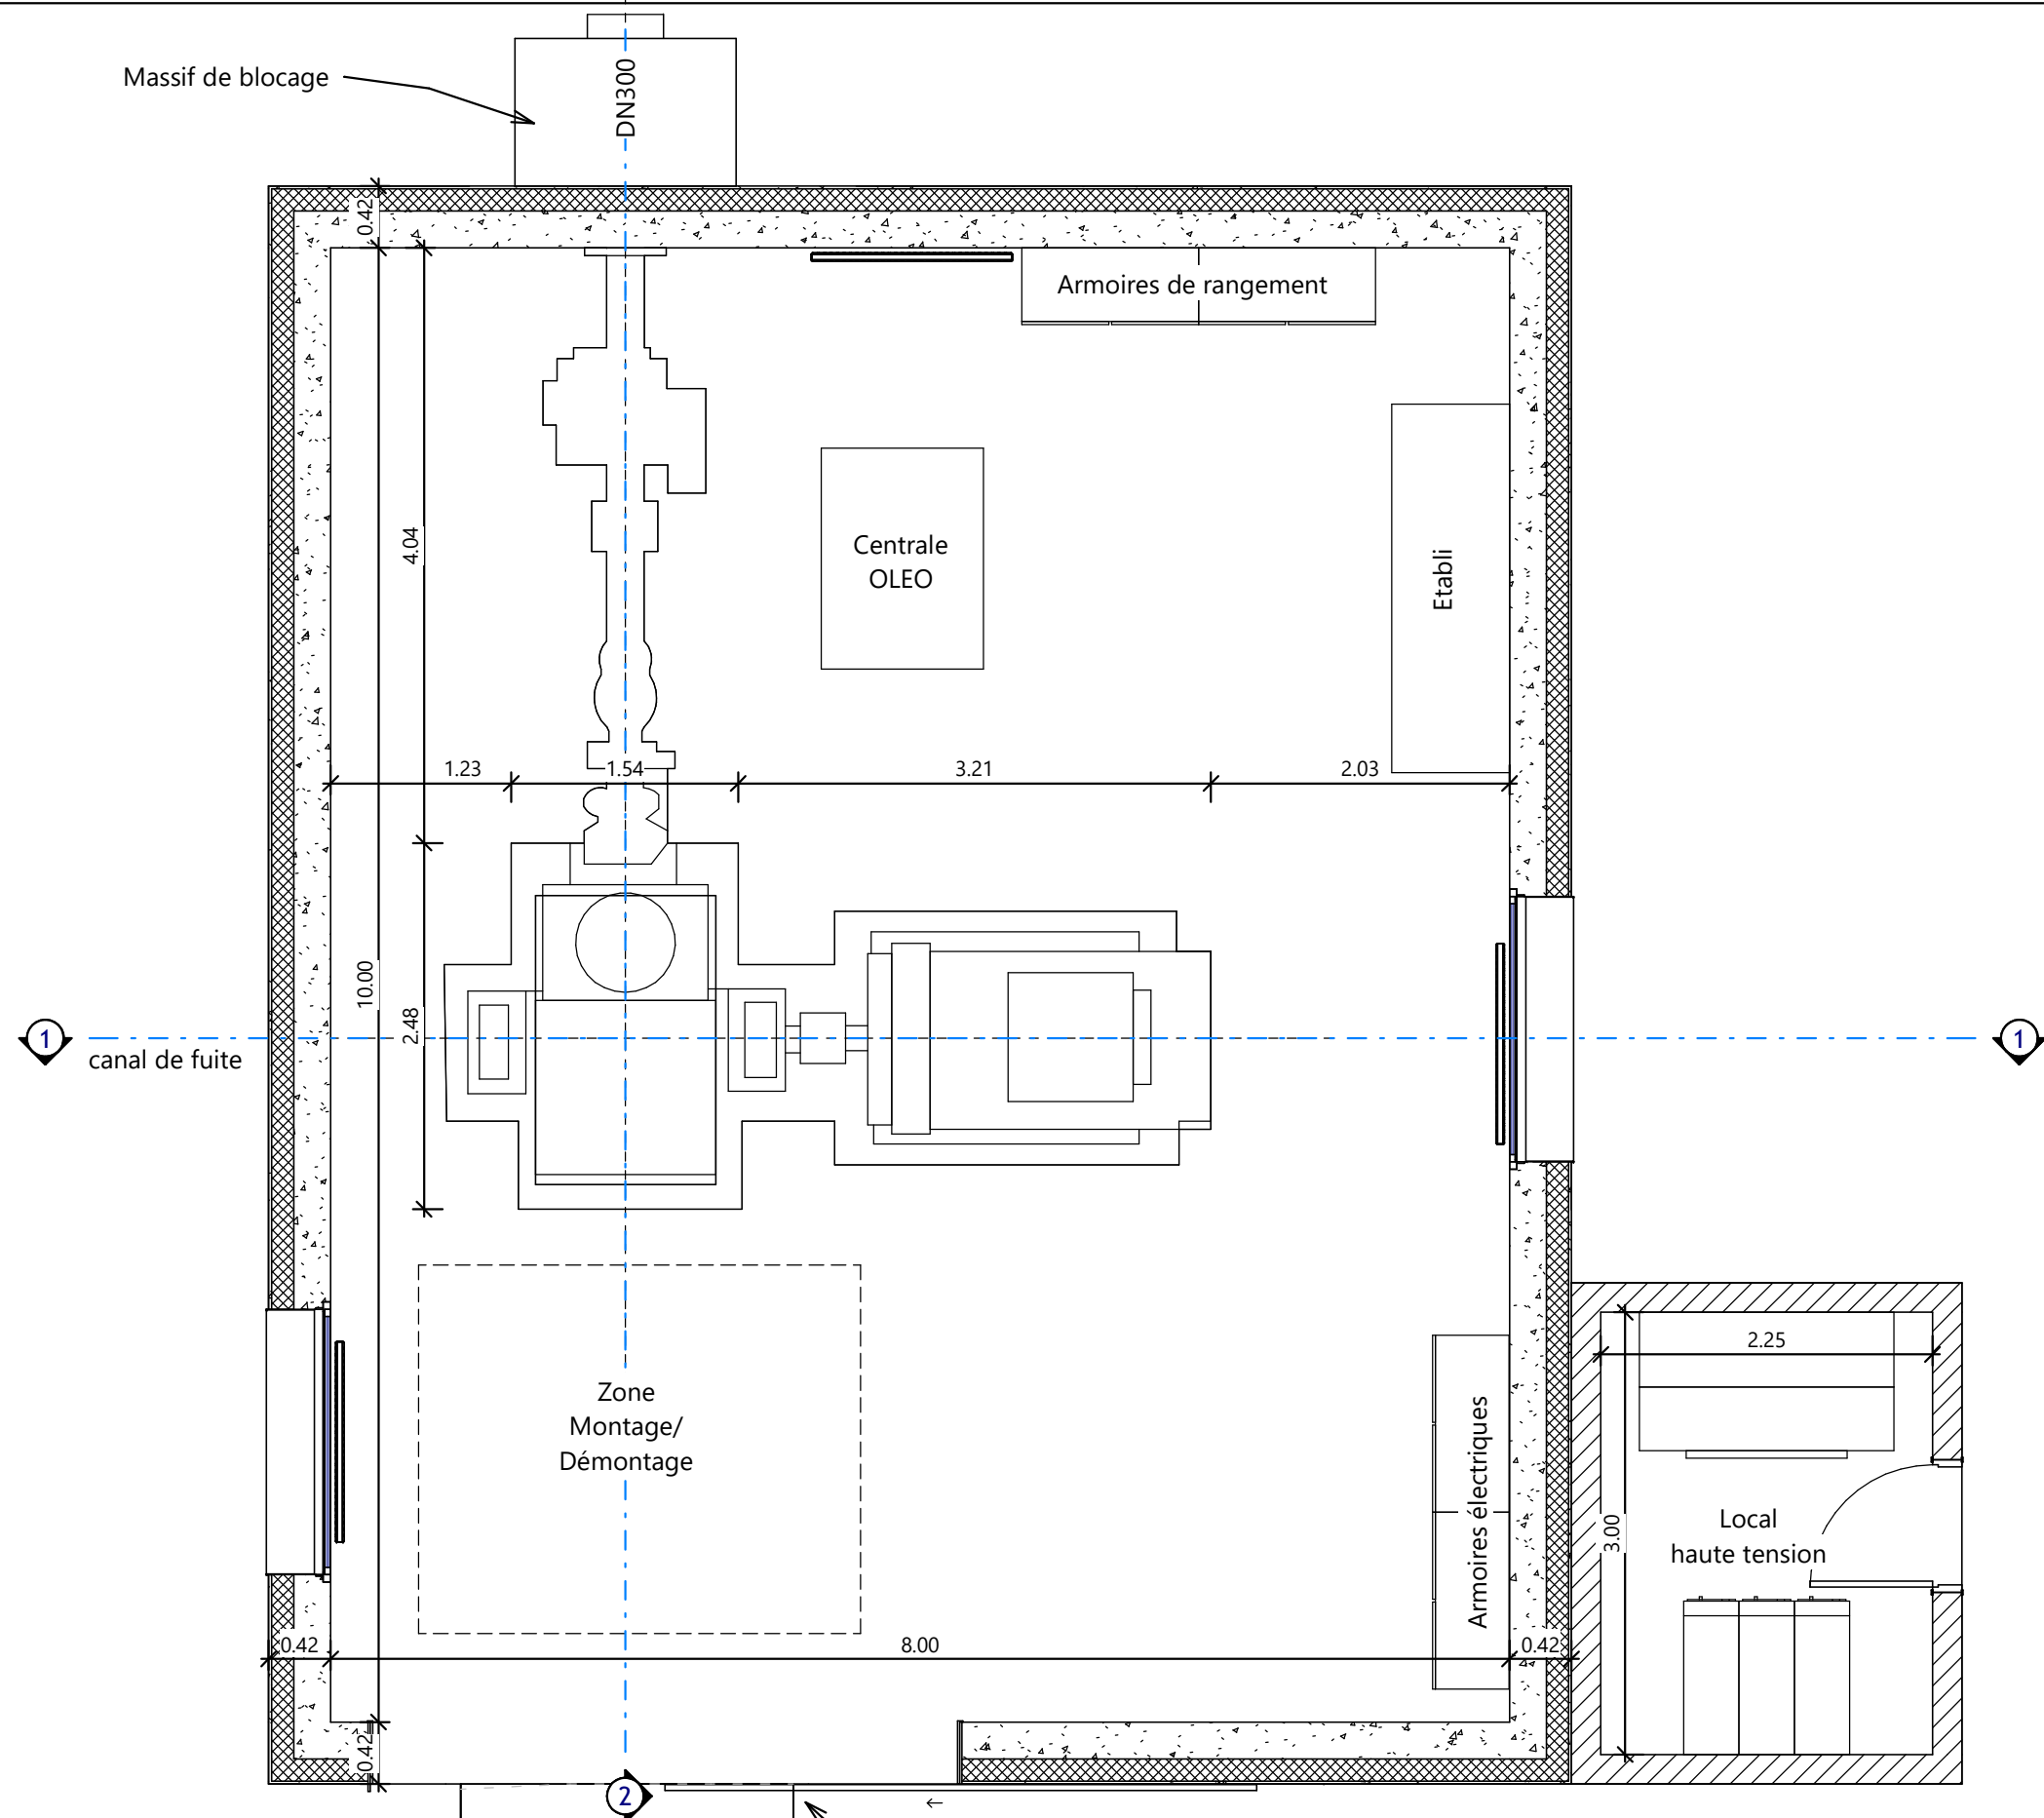 Massif de blocage
DN300
0.42
Armoires de rangement
4.04
Centrale
OLEO
Etabli
1.23
1.54
3.21
2.03
10.00
2.48
1
canal de fuite
1
2.25
Zone
Montage/
Démontage
Armoires électriques
3.00
Local
haute tension
0.42
8.00
0.42
0.42
2
←